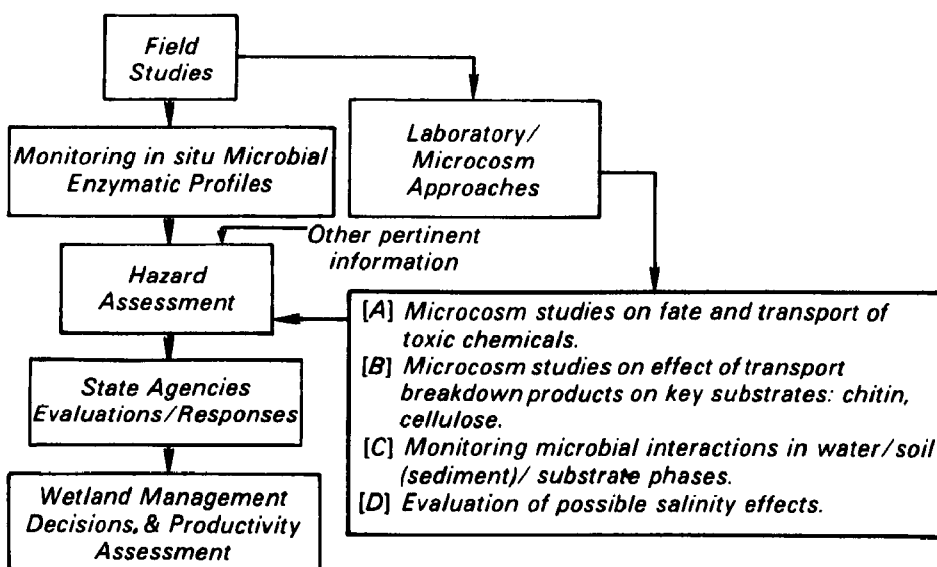 Field
Studies
Laboratory/
Microcosm
Approaches
Monitoring in situ Microbial
Enzymatic Profiles
Other pertinent
information
Hazard
Assessment
[A] Microcosm studies on fate and transport of
toxic chemicals.
[B] Microcosm studies on effect of transport
breakdown products on key substrates: chitin,
cellulose.
[C] Monitoring microbial interactions in water/soil
(sediment)/ substrate phases.
[D] Evaluation of possible salinity effects.
State Agencies
Evaluations/Responses
Wetland Management
Decisions, & Productivity
Assessment